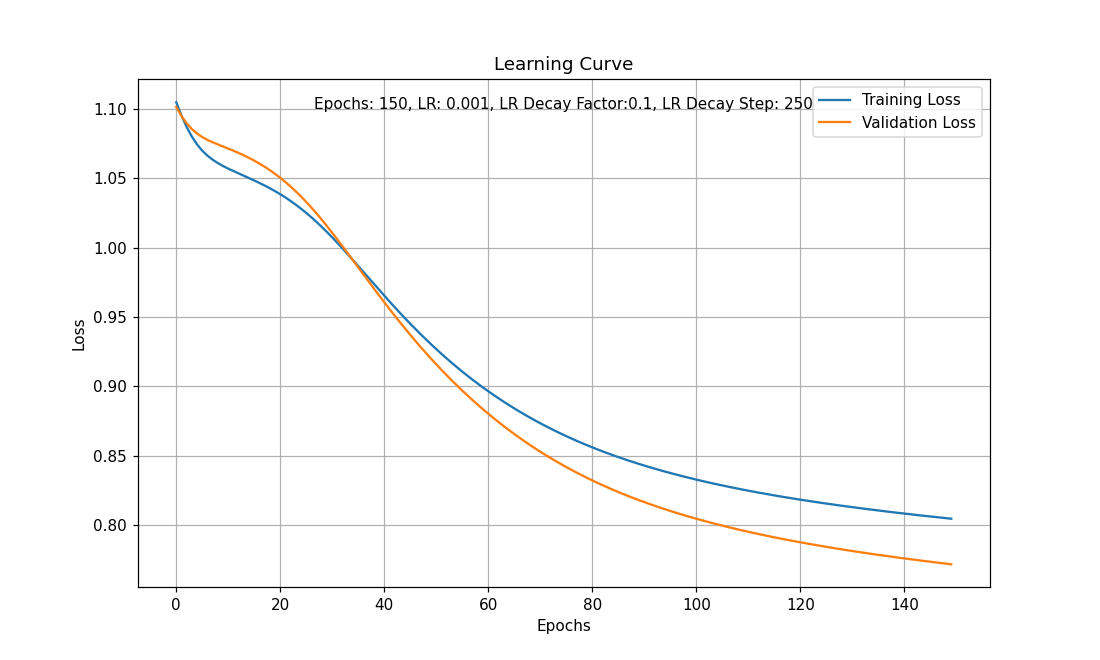 Learning Curve
Epochs: 150, LR: 0.001, LR Decay Factor:0.1, LR Decay Step: 250
Training Loss
Validation Loss
1.10
1.05
1.00
0.95
0.90
0.85
0.80
Loss
0 20 40 60 80 100 120 140
Epochs